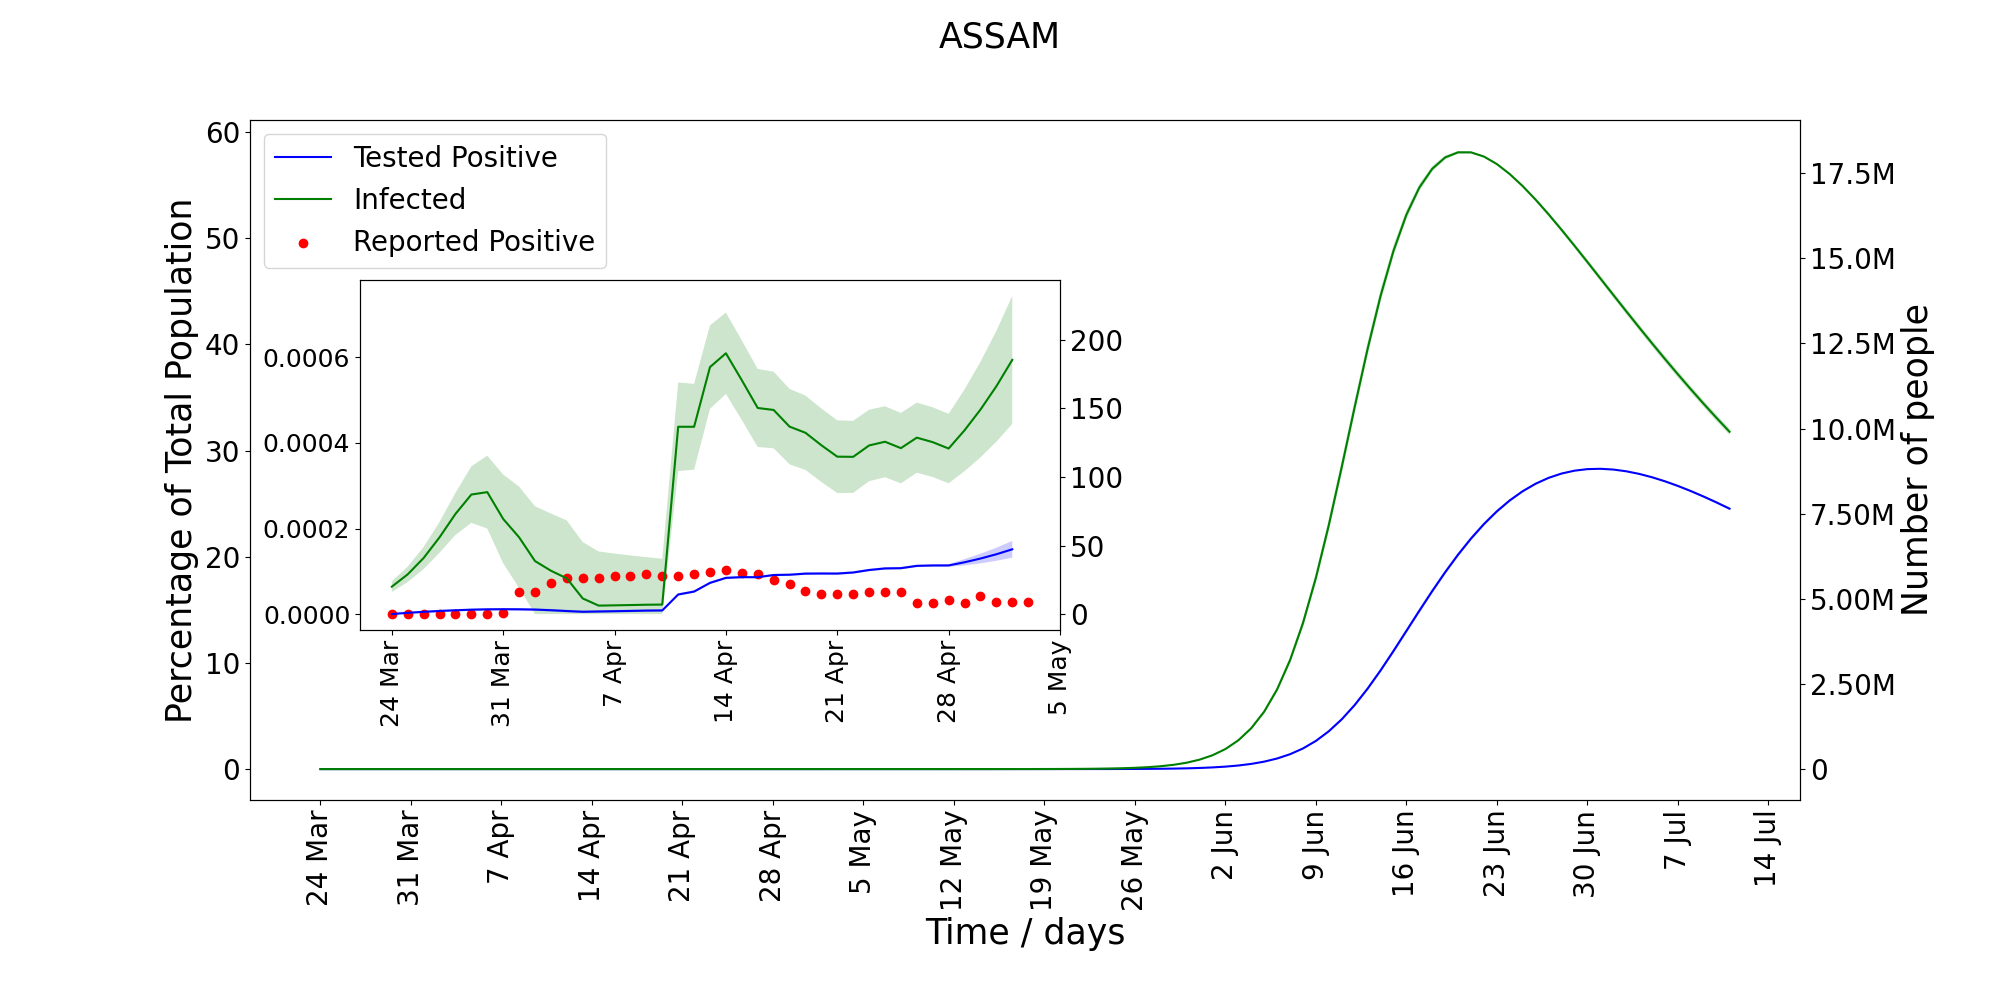 ASSAM
Tested Positive
Infected
Reported Positive
Percentage of Total Population
60
50
40
30
20
10
0
17.5M
15.0M
12.5M
10.0M
7.50M
5.00M
2.50M
0
Number of people
0.0006
0.0004
0.0002
0.0000
200
150
100
50
0
24 Mar
31 Mar
7 Apr
14 Apr
21 Apr
28 Apr
5 May
24 Mar
31 Mar
7 Apr
14 Apr
21 Apr
28 Apr
5 May
12 May
19 May
26 May
2 Jun
9 Jun
16 Jun
23 Jun
30 Jun
7 Jul
14 Jul
Time / days